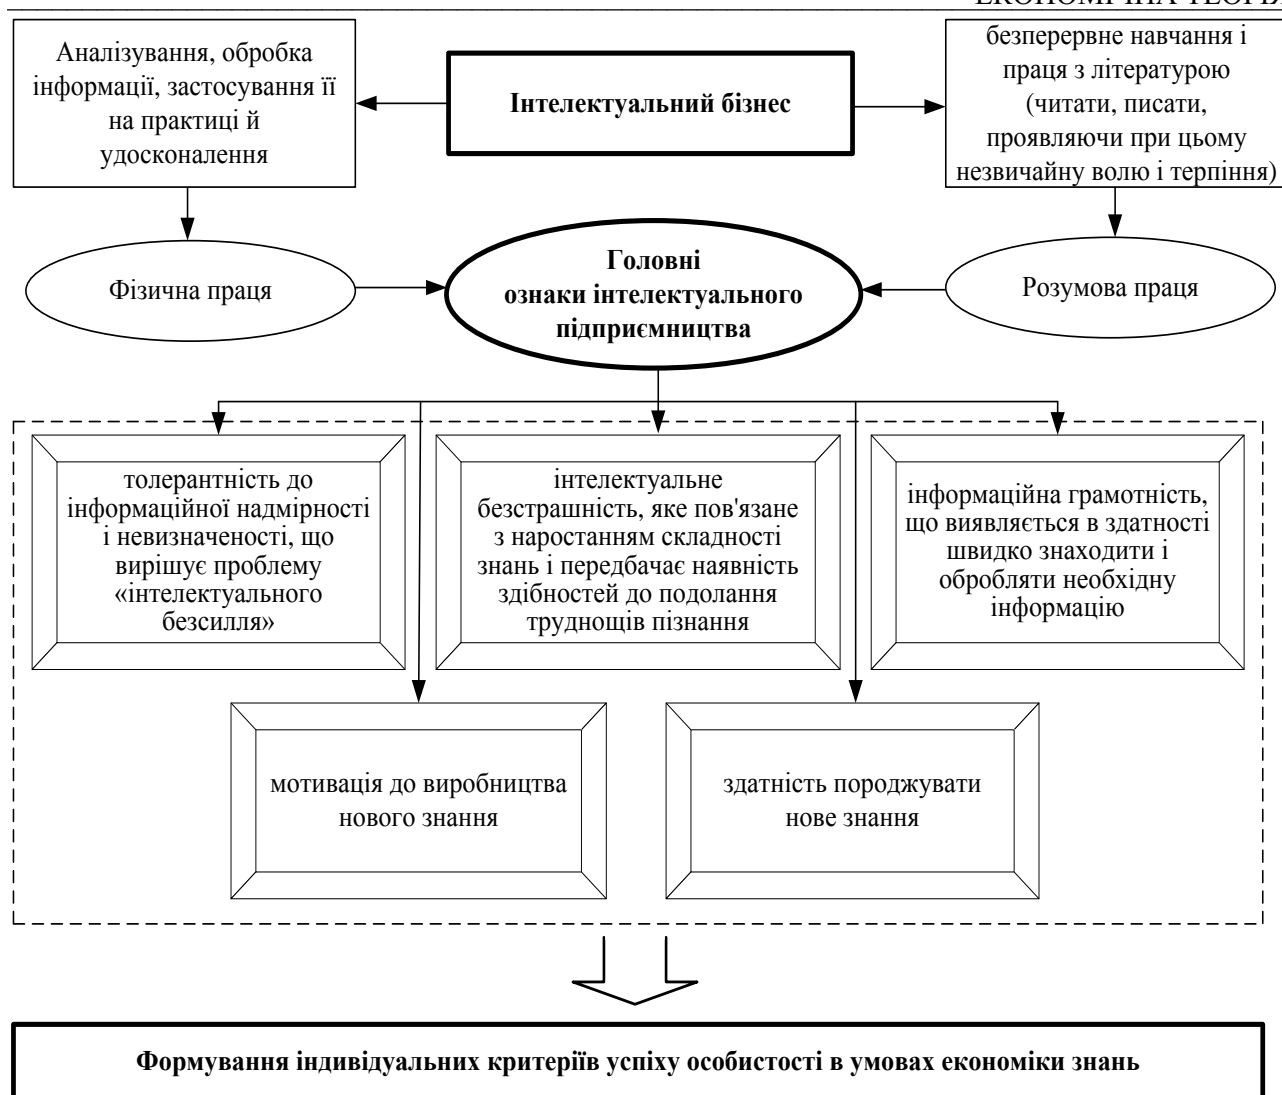 ЕКОНОМІЧНА ТЕОРІЯ
Аналізування, обробка
інформації, застосування її
на практиці й
удосконалення
Інтелектуальний бізнес
безперервне навчання і
праця з літературою
(читати, писати,
проявляючи при цьому
незвичайну волю і терпіння)
Фізична праця
Головні
ознаки інтелектуального
підприємництва
Розумова праця
толерантність до
інформаційної надмірності
і невизначеності, що
вирішує проблему
«інтелектуального
безсилля»
інтелектуальне
безстрашність, яке пов'язане
з наростанням складності
знань і передбачає наявність
здібностей до подолання
труднощів пізнання
інформаційна грамотність,
що виявляється в здатності
швидко знаходити і
обробляти необхідну
інформацію
мотивація до виробництва
нового знання
здатність породжувати
нове знання
Формування індивідуальних критеріїв успіху особистості в умовах економіки знань